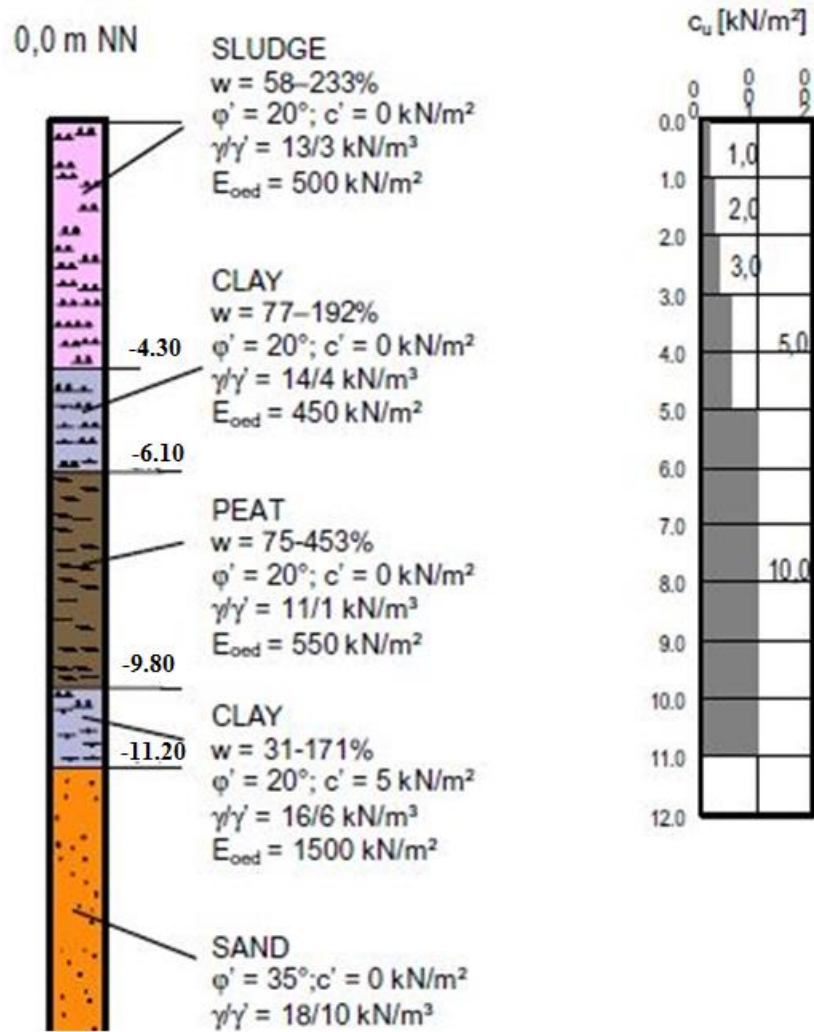 0,0 m NN
SLUDGE
w = 58–233%
φ' = 20°; c' = 0 kN/m²
γ/γ' = 13/3 kN/m³
E_oed = 500 kN/m²
-4.30
CLAY
w = 77–192%
φ' = 20°; c' = 0 kN/m²
γ/γ' = 14/4 kN/m³
E_oed = 450 kN/m²
-6.10
PEAT
w = 75-453%
φ' = 20°; c' = 0 kN/m²
γ/γ' = 11/1 kN/m³
E_oed = 550 kN/m²
-9.80
CLAY
w = 31-171%
φ' = 20°; c' = 5 kN/m²
γ/γ' = 16/6 kN/m³
E_oed = 1500 kN/m²
-11.20
SAND
φ' = 35°;c' = 0 kN/m²
γ/γ' = 18/10 kN/m³
c_u [kN/m²]
0.0
1.0
2.0
3.0
4.0
5.0
6.0
7.0
8.0
9.0
10.0
11.0
12.0
1,0
2,0
3,0
5,0
10,0